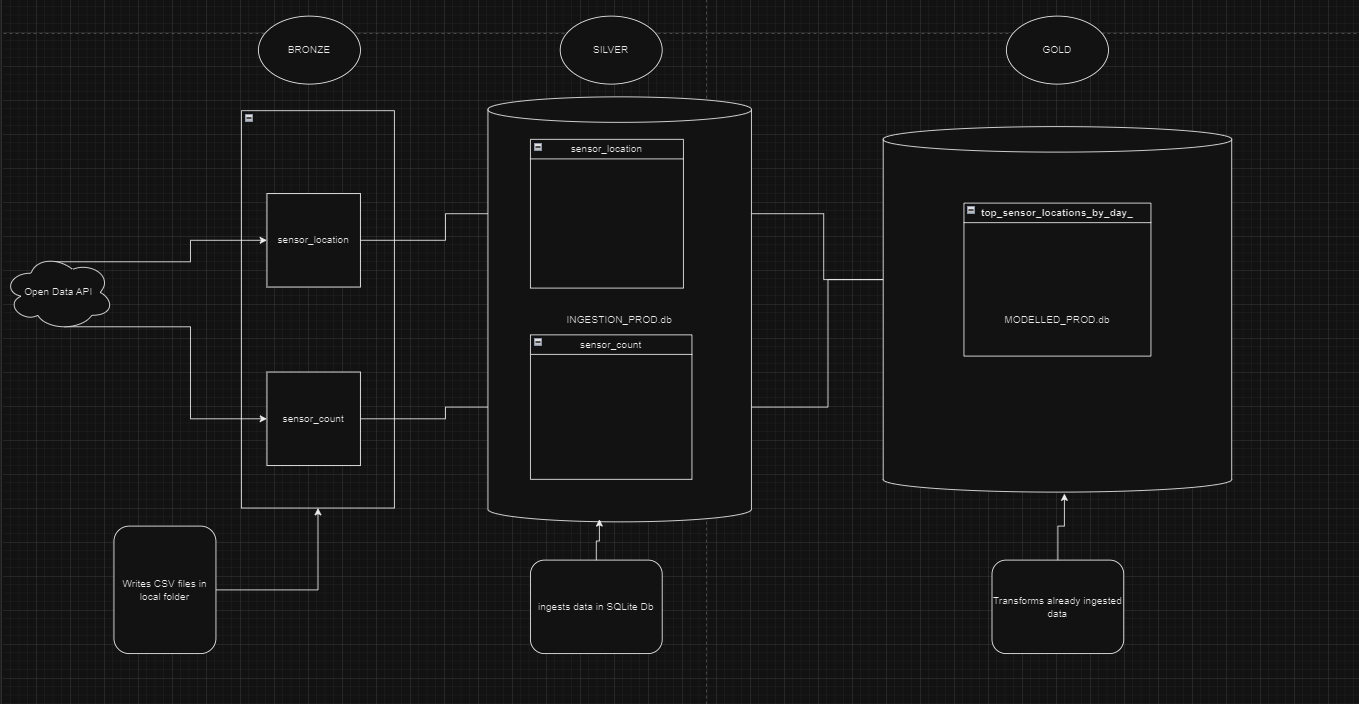 BRONZE
SILVER
GOLD
sensor_location
top_sensor_locations_by_day_
sensor_location
Open Data API
INGESTION_PROD.db
MODELLED_PROD.db
sensor_count
sensor_count
Writes CSV files in
local folder
ingests data in SQLite Db
Transforms already ingested
data